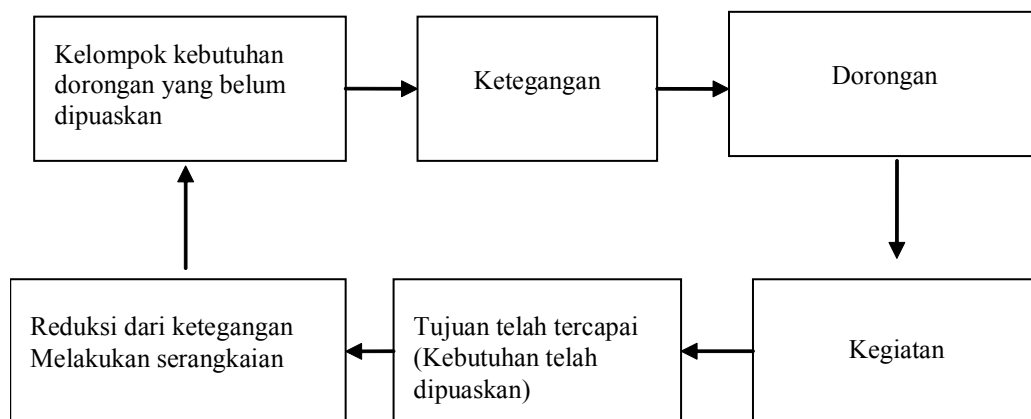 Kelompok kebutuhan
dorongan yang belum
dipuaskan
Ketegangan
Dorongan
Kegiatan
Tujuan telah tercapai
(Kebutuhan telah
dipuaskan)
Reduksi dari ketegangan
Melakukan serangkaian